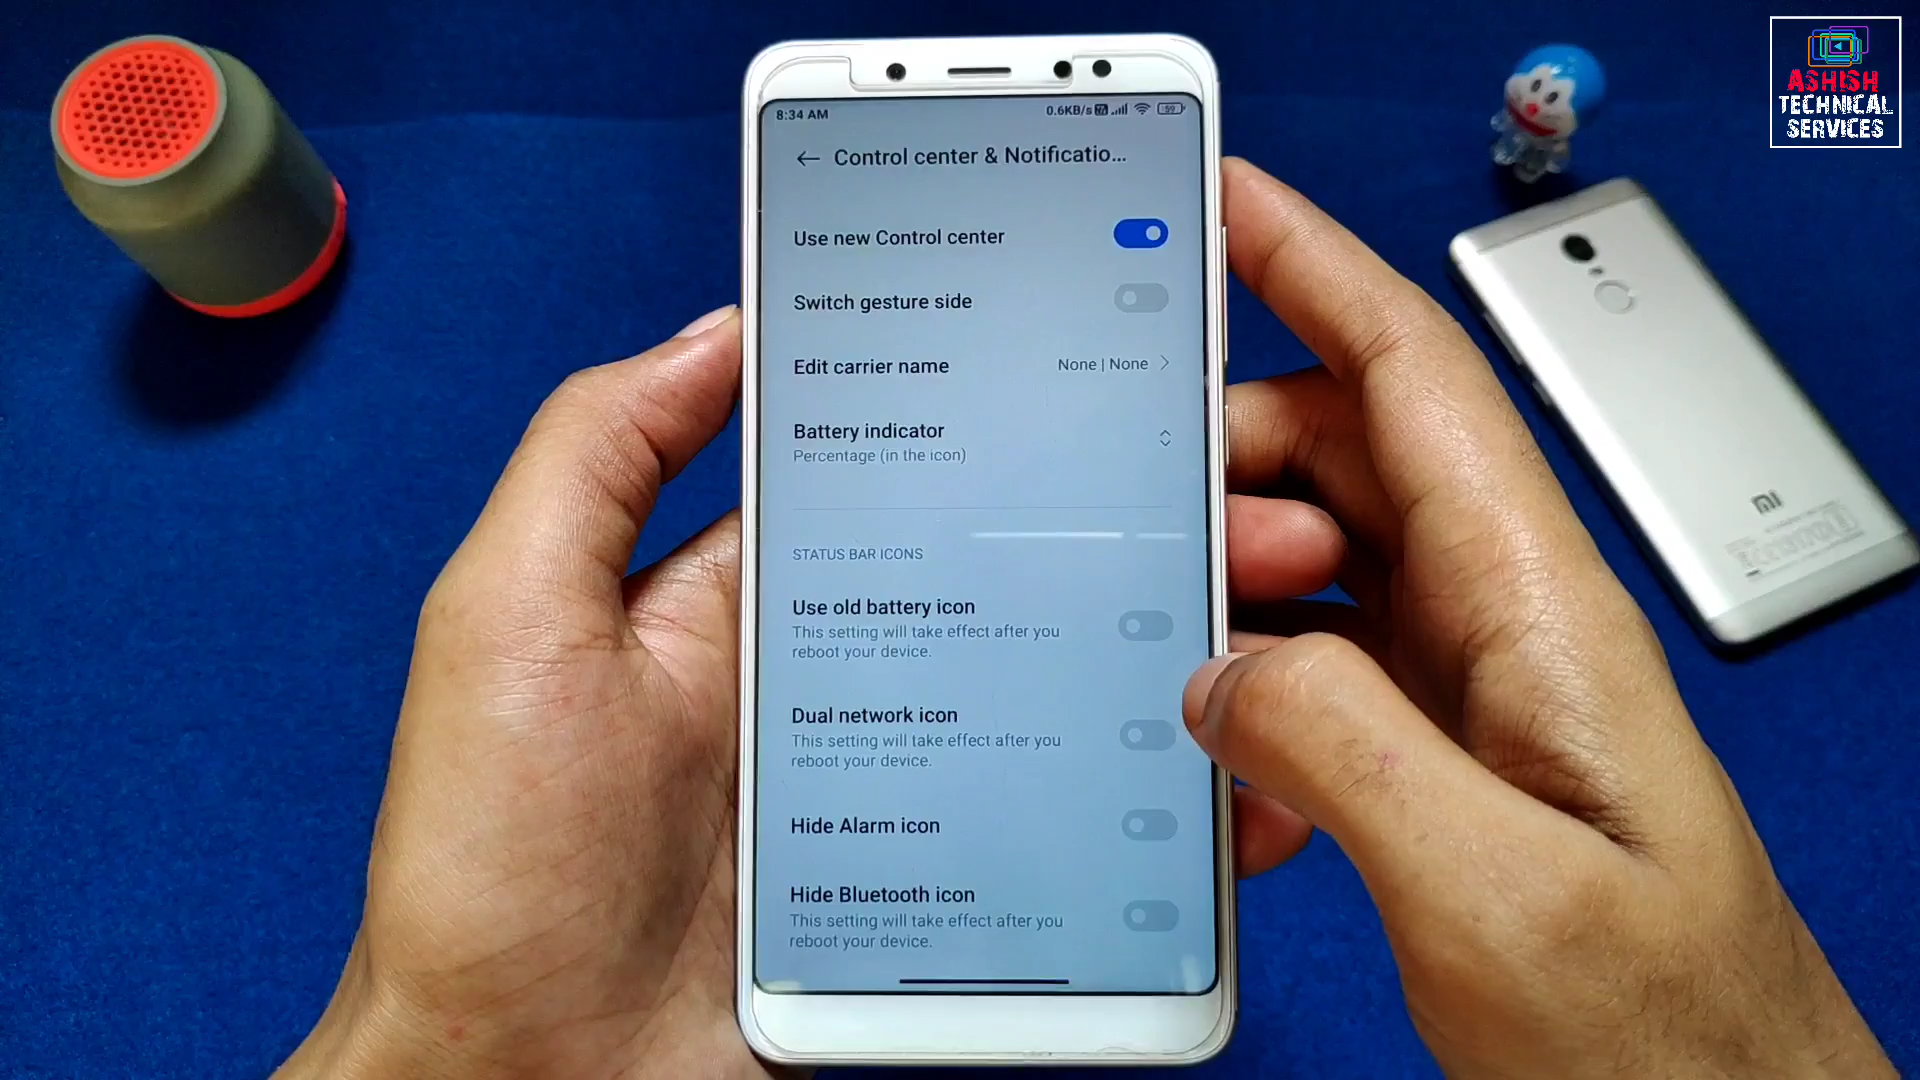 ASHISH
TECHNICAL
SERVICES
8:34 AM
0.6KB/s
59
Control center & Notificatio...
Use new Control center
Switch gesture side
Edit carrier name
None | None
Battery indicator
Percentage (in the icon)
STATUS BAR ICONS
Use old battery icon
This setting will take effect after you
reboot your device.
Dual network icon
This setting will take effect after you
reboot your device.
Hide Alarm icon
Hide Bluetooth icon
This setting will take effect after you
reboot your device.
mi